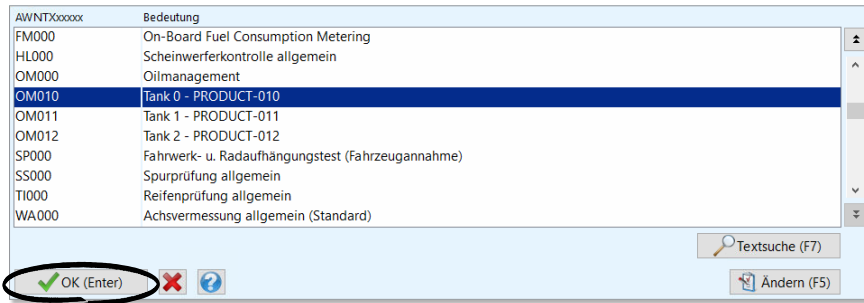 AWNTXxxxxx Bedeutung
FM000 On-Board Fuel Consumption Metering
HL000 Scheinwerferkontrolle allgemein
OM000 Oilmanagement
OM010 Tank 0 - PRODUCT-010
OM011 Tank 1 - PRODUCT-011
OM012 Tank 2 - PRODUCT-012
SP000 Fahrwerk- u. Radaufhängungstest (Fahrzeugannahme)
SS000 Spurprüfung allgemein
TI000 Reifenprüfung allgemein
WA000 Achsvermessung allgemein (Standard)
Textsuche (F7)
OK (Enter) Ändern (F5)